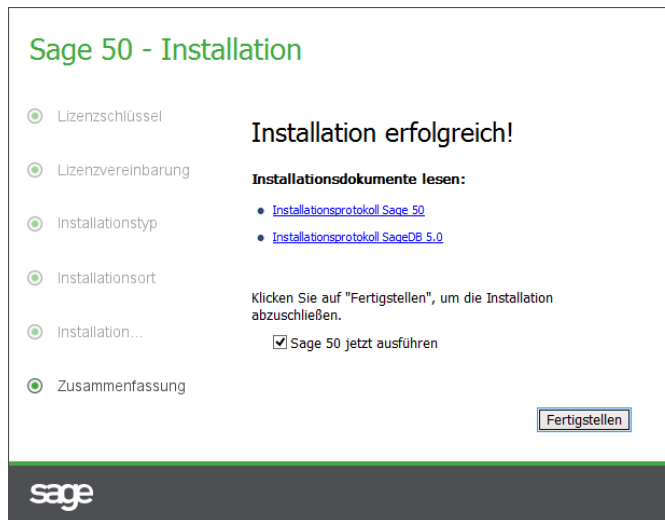 Sage 50 - Installation
Lizenzschlüssel
Lizenzvereinbarung
Installationstyp
Installationsort
Installation...
Zusammenfassung
Installation erfolgreich!
Installationsdokumente lesen:
Installationsprotokoll Sage 50
Installationsprotokoll SageDB 5.0
Klicken Sie auf "Fertigstellen", um die Installation
abzuschließen.
Sage 50 jetzt ausführen
Fertigstellen
sage